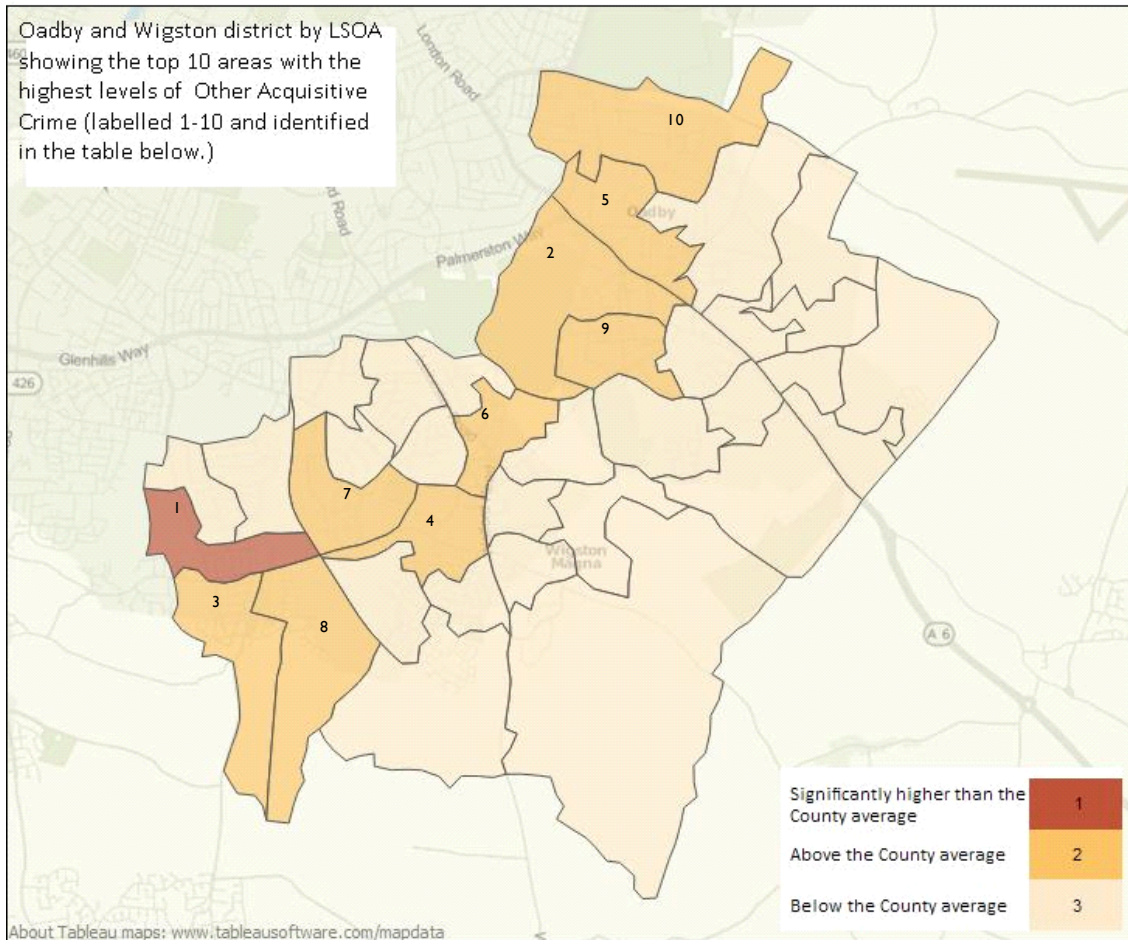 Oadby and Wigston district by LSOA
showing the top 10 areas with the
highest levels of  Other Acquisitive
Crime (labelled 1-10 and identified
in the table below.)
London Road
Road
Palmerston Way
Glenhills Way
426
10
5
Oadby
2
9
6
7
4
1
Wigston
Magna
3
8
A 6
Significantly higher than the
County average
1
Above the County average
2
Below the County average
3
About Tableau maps: www.tableausoftware.com/mapdata